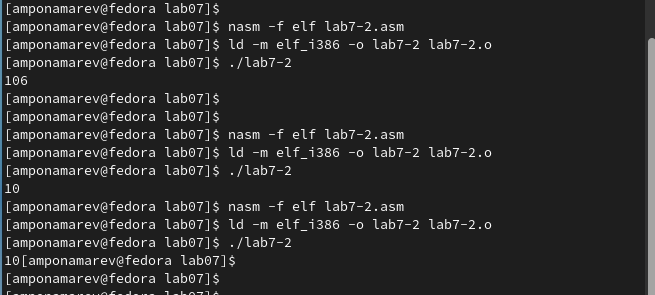 [amponamarev@fedora lab07]$
[amponamarev@fedora lab07]$ nasm -f elf lab7-2.asm
[amponamarev@fedora lab07]$ ld -m elf_i386 -o lab7-2 lab7-2.o
[amponamarev@fedora lab07]$ ./lab7-2
106
[amponamarev@fedora lab07]$
[amponamarev@fedora lab07]$
[amponamarev@fedora lab07]$ nasm -f elf lab7-2.asm
[amponamarev@fedora lab07]$ ld -m elf_i386 -o lab7-2 lab7-2.o
[amponamarev@fedora lab07]$ ./lab7-2
10
[amponamarev@fedora lab07]$ nasm -f elf lab7-2.asm
[amponamarev@fedora lab07]$ ld -m elf_i386 -o lab7-2 lab7-2.o
[amponamarev@fedora lab07]$ ./lab7-2
10[amponamarev@fedora lab07]$
[amponamarev@fedora lab07]$